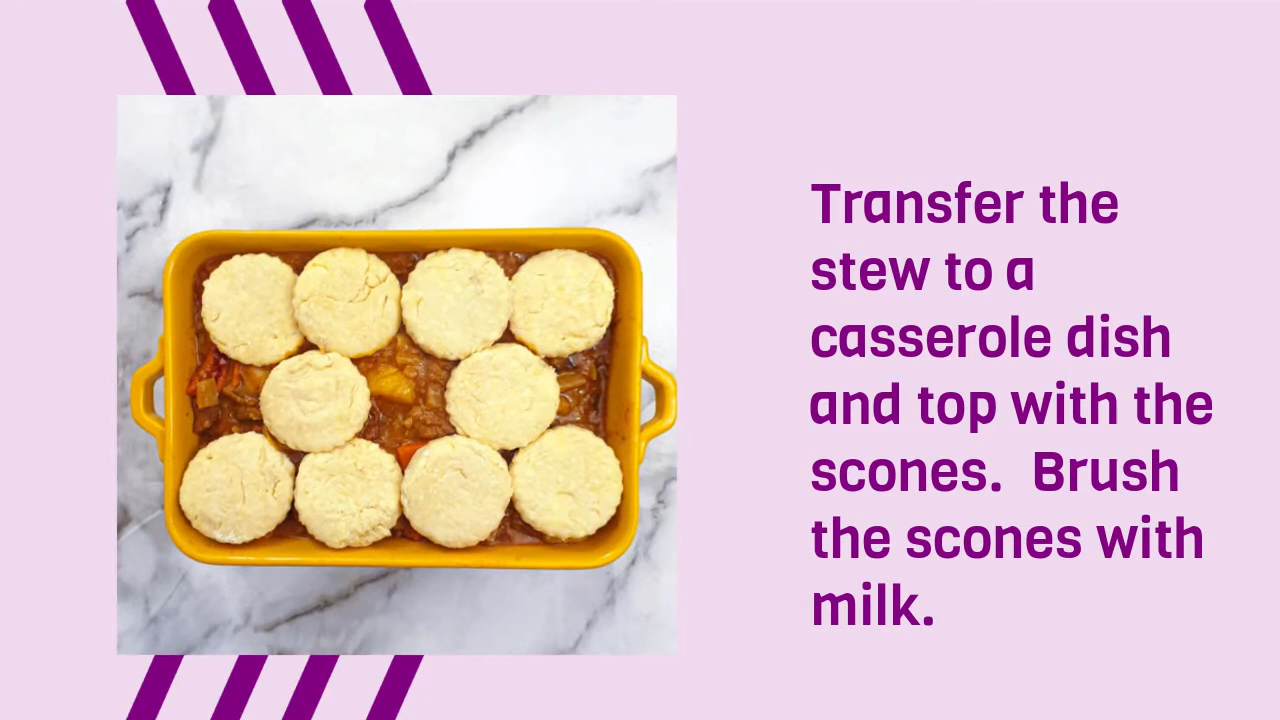 Transfer the
stew to a
casserole dish
and top with the
scones.  Brush
the scones with
milk.